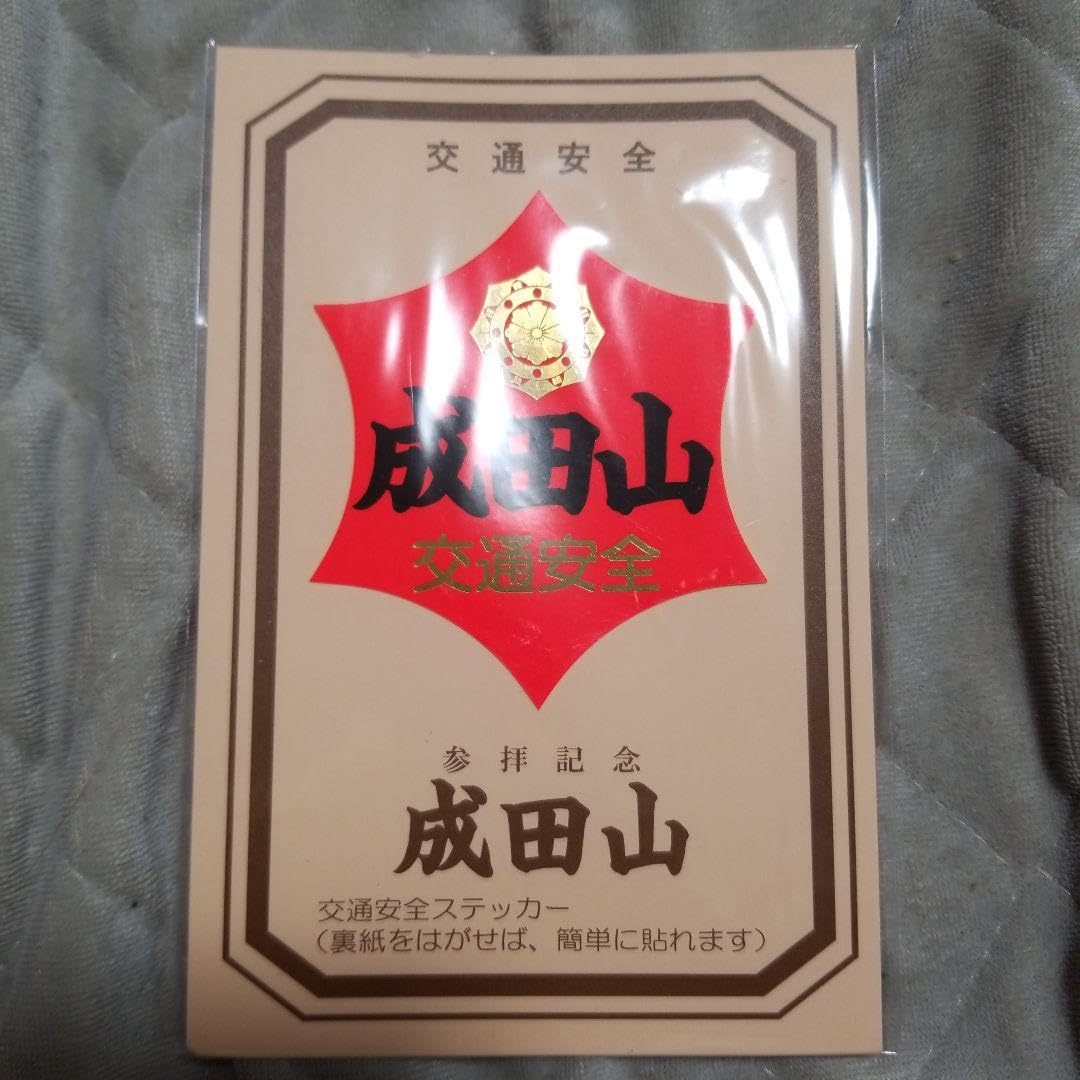 交通安全
成田山
交通安全
参拝記念
成田山
交通安全ステッカー
（裏紙をはがせば、簡単に貼れます）